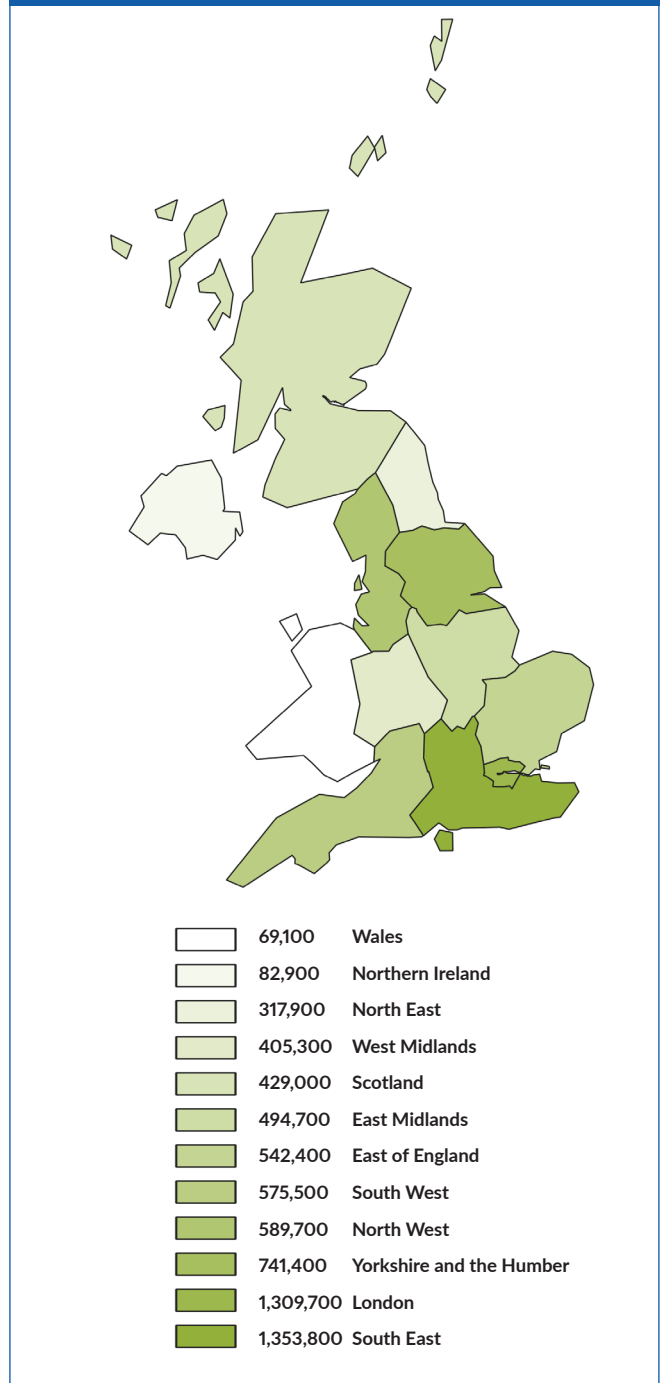 69,100 Wales
82,900 Northern Ireland
317,900 North East
405,300 West Midlands
429,000 Scotland
494,700 East Midlands
542,400 East of England
575,500 South West
589,700 North West
741,400 Yorkshire and the Humber
1,309,700 London
1,353,800 South East